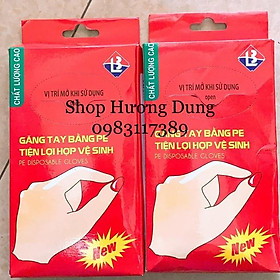 CHẤT LƯỢNG CAO
VỊ TRÍ MỞ KHI SỬ DỤNG
GĂNG TAY BẰNG PE
TIỆN LỢI HỢP VỆ SINH
PE DISPOSABLE GLOVES
New
CHẤT LƯỢNG CAO
VỊ TRÍ MỞ KHI SỬ DỤNG
open
GĂNG TAY BẰNG PE
TIỆN LỢI HỢP VỆ SINH
PE DISPOSABLE GLOVES
New
Shop Hương Dung
0983117389